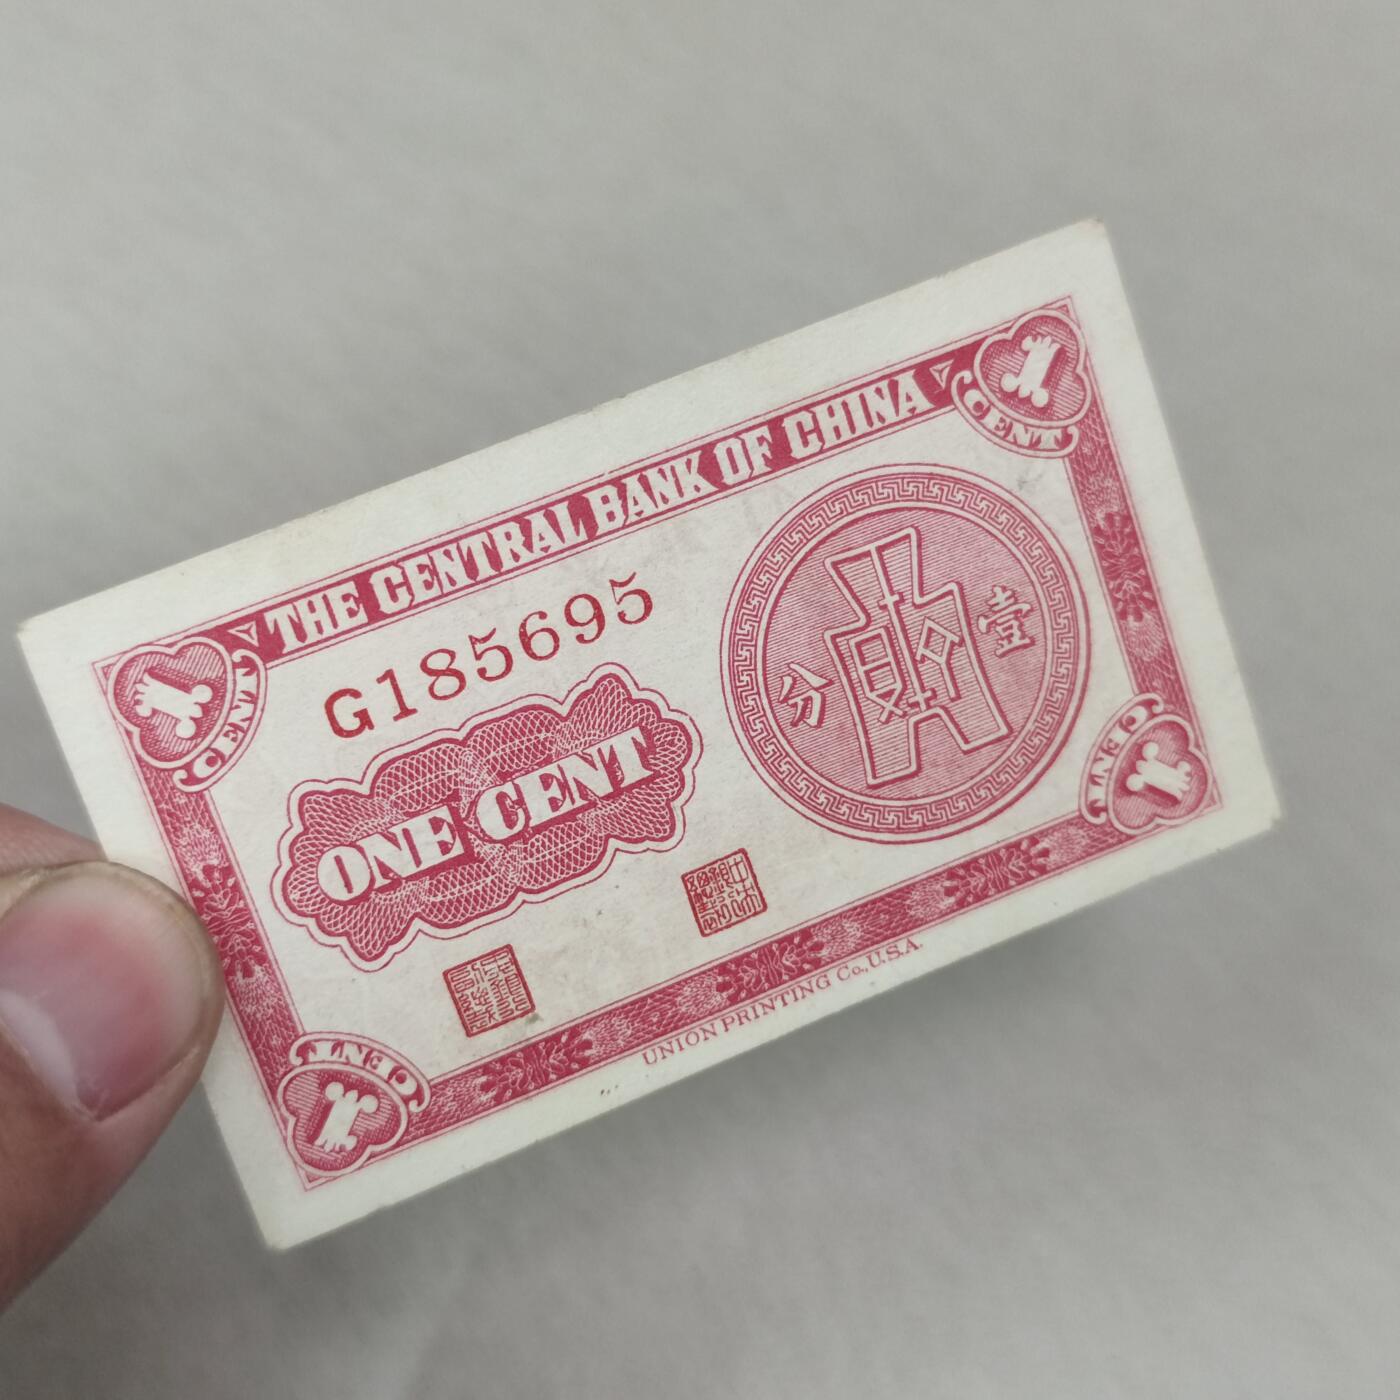 THE CENTRAL BANK OF CHINA
1 CENT
1 CENT
G185695
壹
分
ONE CENT
1 CENT
1 CENT
UNION PRINTING Co., U.S.A.